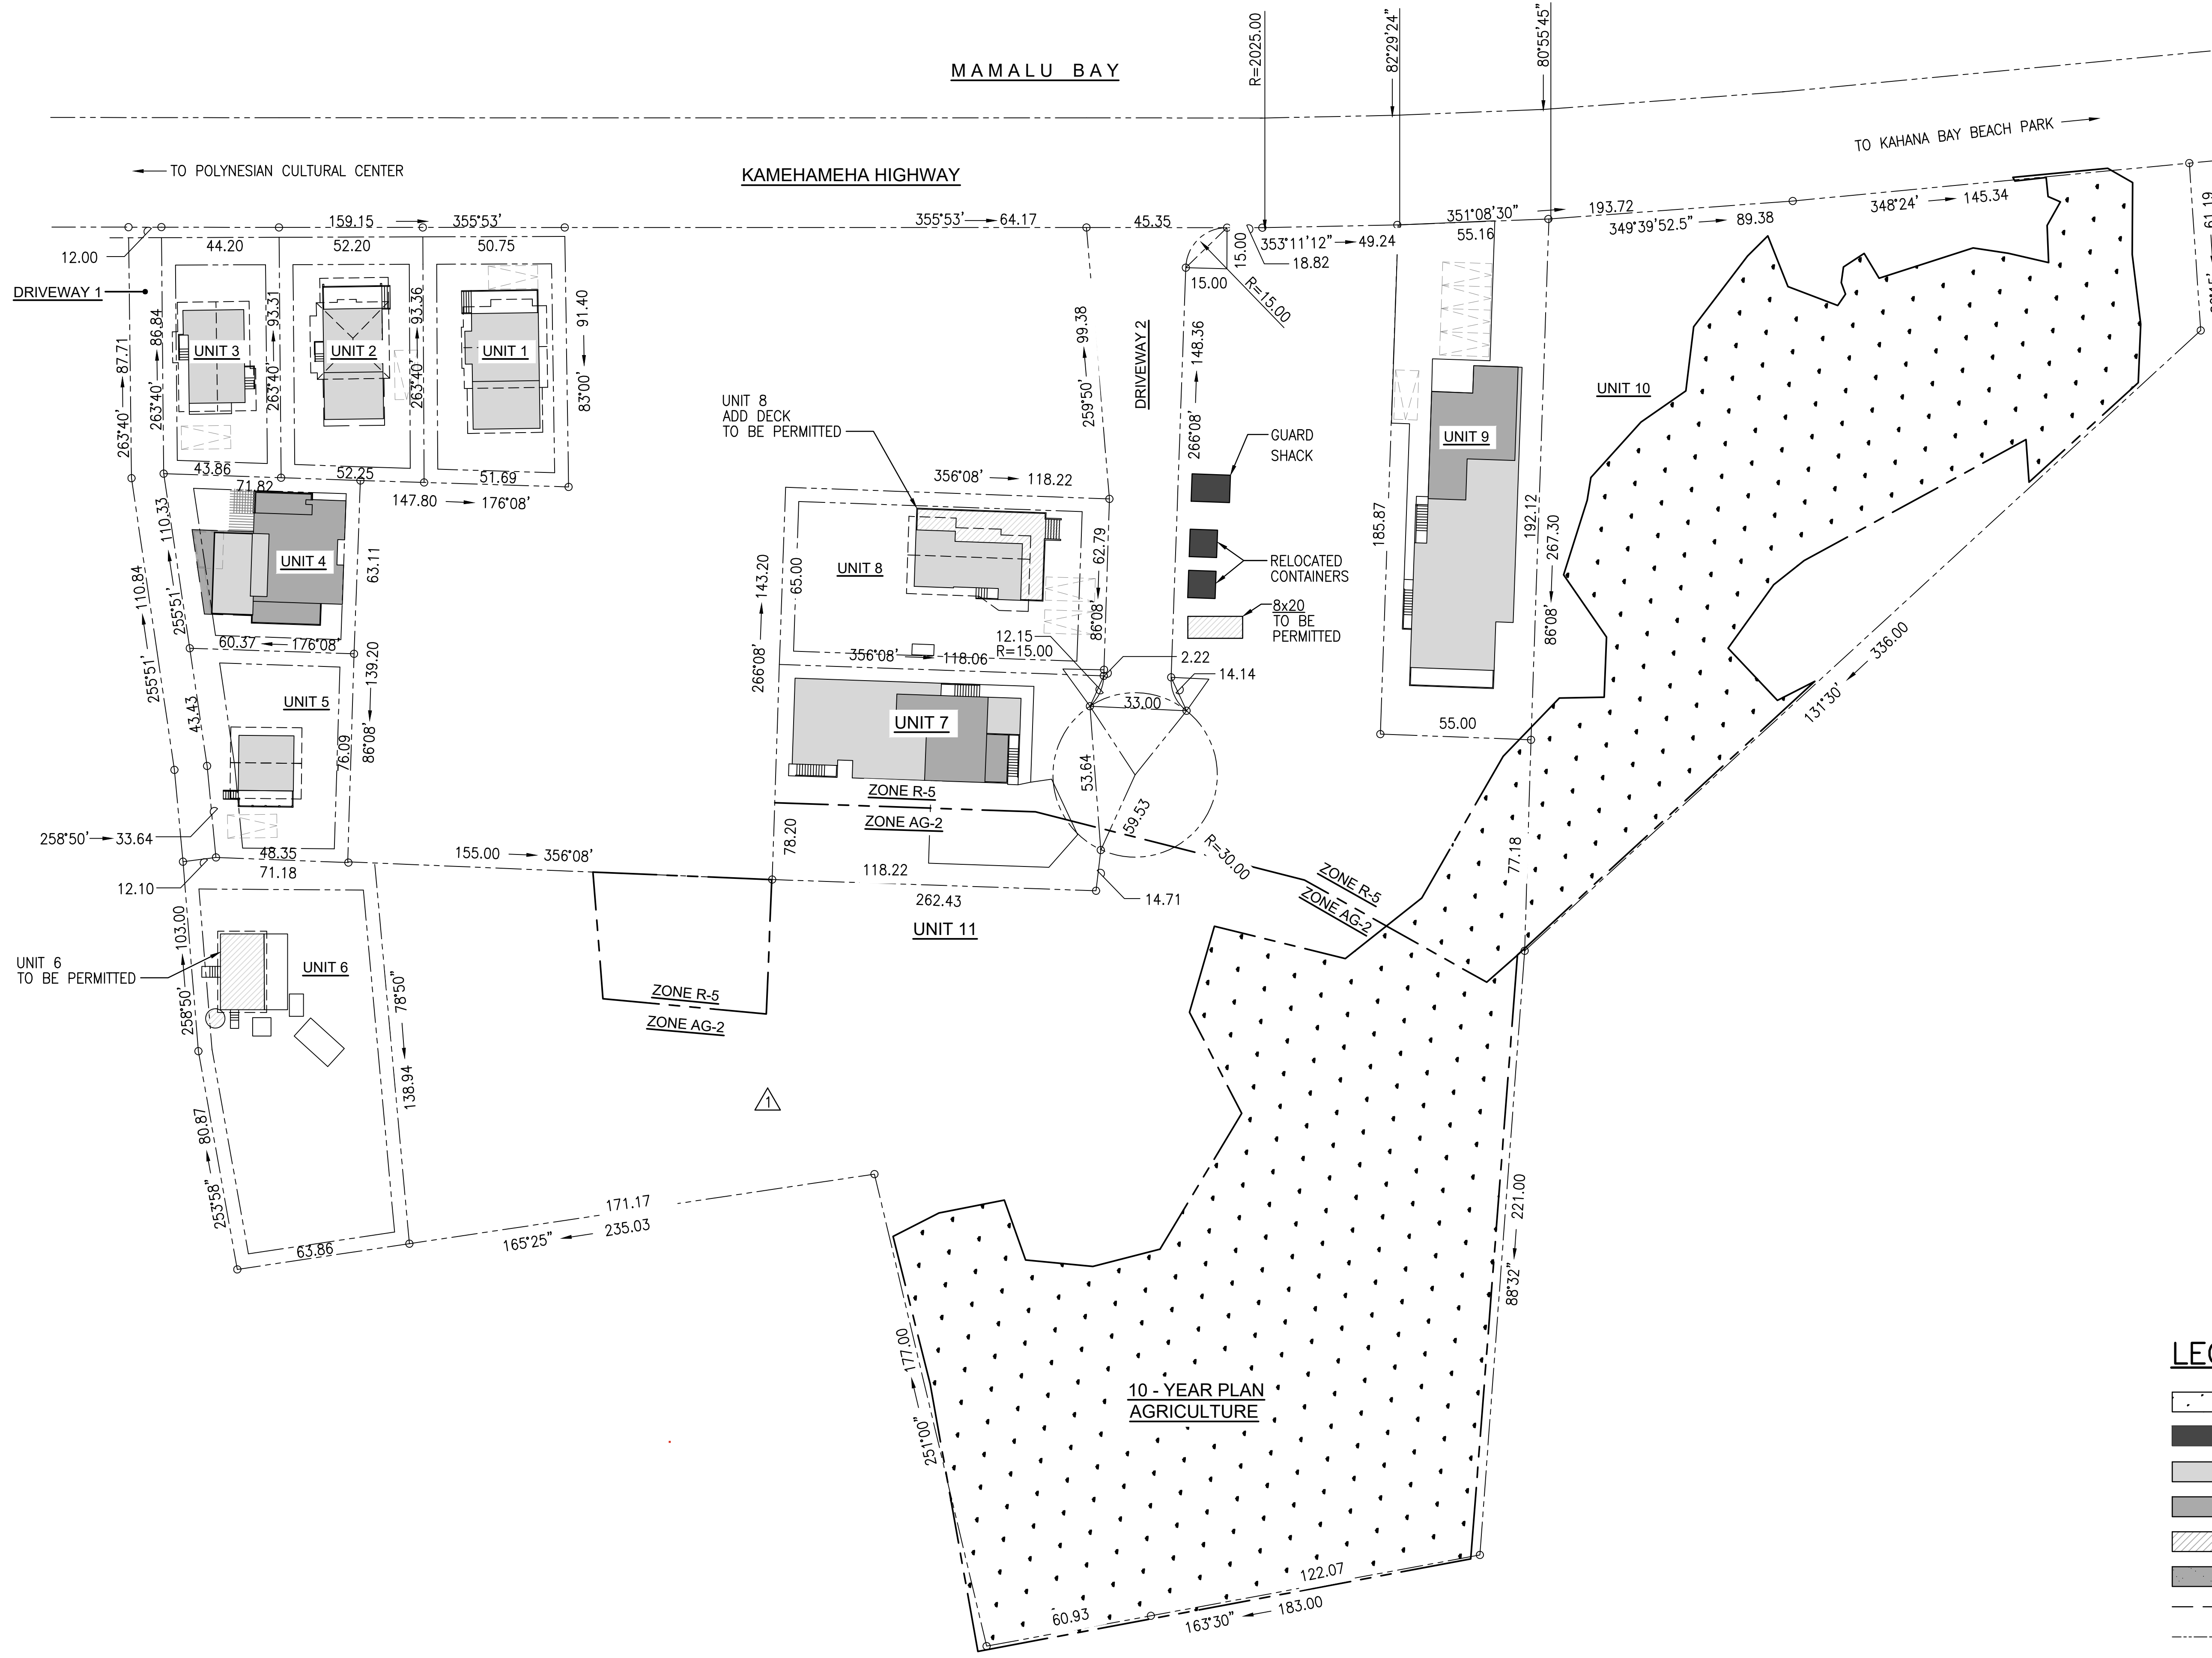 MAMALU BAY
R=2025.00
82°29'24"
80°55'45"
TO POLYNESIAN CULTURAL CENTER
KAMEHAMEHA HIGHWAY
TO KAHANA BAY BEACH PARK
159.15 355°53'
355°53' 64.17
45.35
351°08'30" 193.72
349°39'52.5" 89.38
348°24' 145.34
61.19
12.00
44.20
52.20
50.75
15.00
353°11'12" 49.24
55.16
18.82
15.00
R=15.00
DRIVEWAY 1
263°40' 87.71
263°40' 86.84
UNIT 3
263°40' 93.31
UNIT 2
263°40' 93.36
UNIT 1
83°00' 91.40
259°50' 99.38
DRIVEWAY 2
266°08' 148.36
UNIT 10
UNIT 8
ADD DECK
TO BE PERMITTED
GUARD
SHACK
UNIT 9
43.86
52.25
51.69
71.82
147.80 176°08'
356°08' 118.22
110.33
255°51'
110.84
255°51'
UNIT 4
63.11
UNIT 8
65.00
266°08' 143.20
62.79
86°08'
185.87
192.12
86°08' 267.30
RELOCATED
CONTAINERS
8x20
TO BE
PERMITTED
60.37 176°08'
139.20
86°08'
12.15
R=15.00
356°08' 118.06
2.22
14.14
33.00
336.00
131°30'
UNIT 5
43.43
76.09
UNIT 7
53.64
59.53
R=30.00
55.00
ZONE R-5
ZONE AG-2
258°50' 33.64
48.35
71.18
155.00 356°08'
78.20
118.22
262.43
14.71
77.18
ZONE R-5
ZONE AG-2
12.10
258°50' 103.00
UNIT 11
UNIT 6
TO BE PERMITTED
UNIT 6
78°50"
138.94
ZONE R-5
ZONE AG-2
1
253°58" 80.87
63.86
171.17
165°25" 235.03
88°32" 221.00
251°00" 177.00
10 - YEAR PLAN
AGRICULTURE
122.07
60.93
163°30" 183.00